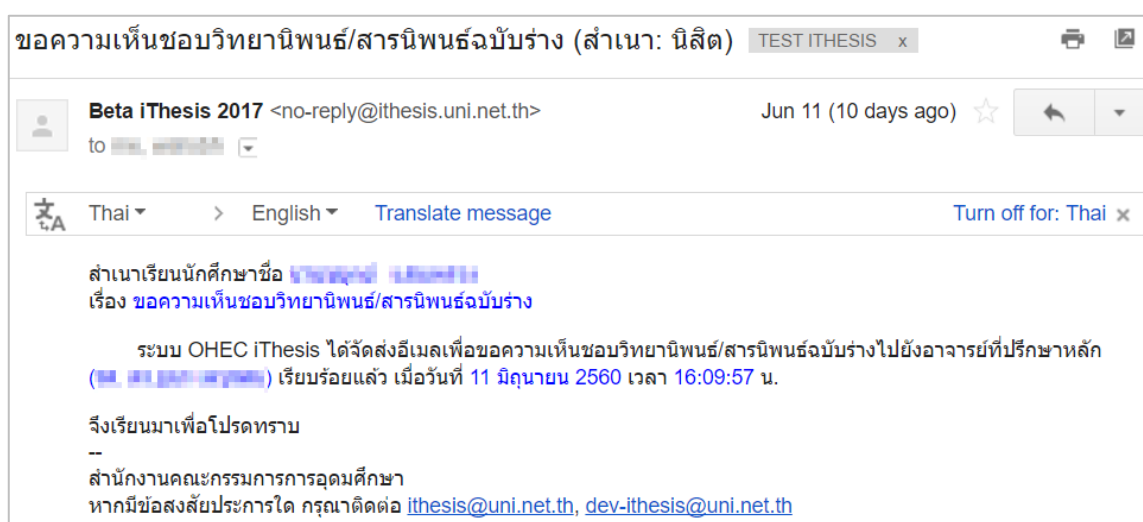 ขอความเห็นชอบวิทยานิพนธ์/สารนิพนธ์ฉบับร่าง (สำเนา: นิสิต) TEST ITHESIS x
Beta iThesis 2017 <no-reply@ithesis.uni.net.th> Jun 11 (10 days ago)
to
Thai > English Translate message Turn off for: Thai x
สำเนาเรียนนักศึกษาชื่อ
เรื่อง ขอความเห็นชอบวิทยานิพนธ์/สารนิพนธ์ฉบับร่าง
ระบบ OHEC iThesis ได้จัดส่งอีเมลเพื่อขอความเห็นชอบวิทยานิพนธ์/สารนิพนธ์ฉบับร่างไปยังอาจารย์ที่ปรึกษาหลัก
( ) เรียบร้อยแล้ว เมื่อวันที่ 11 มิถุนายน 2560 เวลา 16:09:57 น.
จึงเรียนมาเพื่อโปรดทราบ
--
สำนักงานคณะกรรมการการอุดมศึกษา
หากมีข้อสงสัยประการใด กรุณาติดต่อ ithesis@uni.net.th, dev-ithesis@uni.net.th